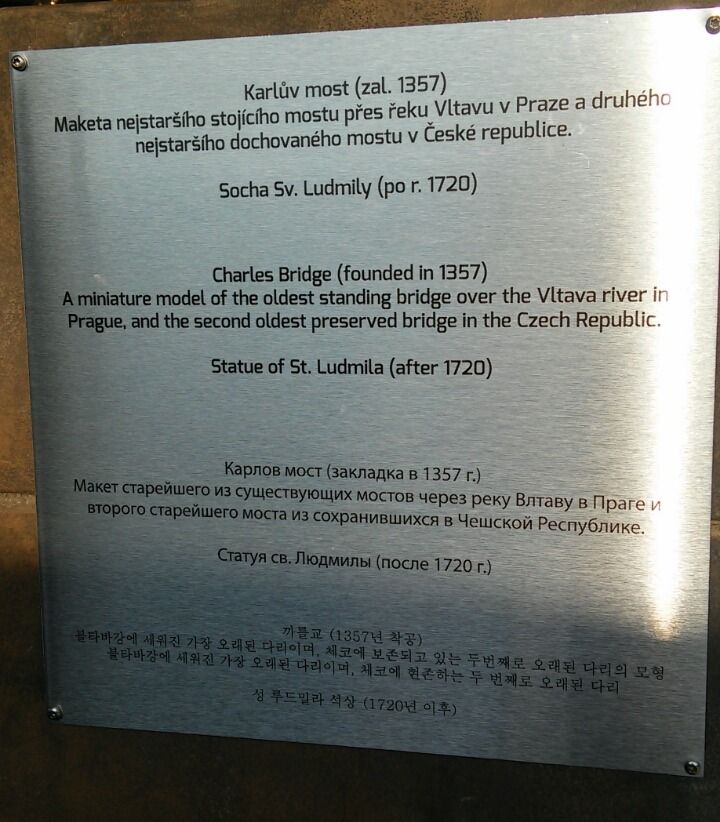 Karlův most (zal. 1357)
Maketa nejstaršího stojícího mostu přes řeku Vltavu v Praze a druhého
nejstaršího dochovaného mostu v České republice.
Socha Sv. Ludmily (po r. 1720)
Charles Bridge (founded in 1357)
A miniature model of the oldest standing bridge over the Vltava river in
Prague, and the second oldest preserved bridge in the Czech Republic.
Statue of St. Ludmila (after 1720)
Карлов мост (закладка в 1357 г.)
Макет старейшего из существующих мостов через реку Влтаву в Праге и
второго старейшего моста из сохранившихся в Чешской Республике.
Статуя св. Людмилы (после 1720 г.)
까를교 (1357년 착공)
블타바강에 세워진 가장 오래된 다리이며, 체코에 보존되고 있는 두번째로 오래된 다리의 모형
블타바강에 세워진 가장 오래된 다리이며, 체코에 현존하는 두 번째로 오래된 다리
성 루드밀라 석상 (1720년 이후)